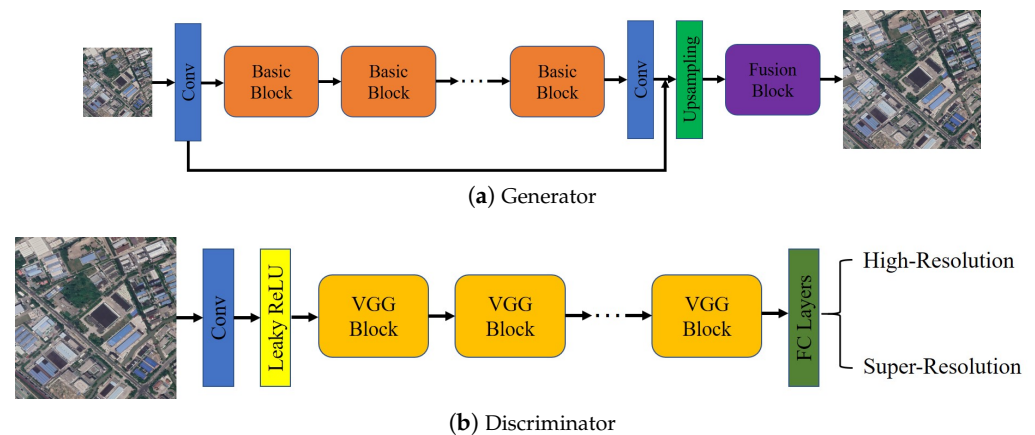 Conv
Basic
Block
Basic
Block
Basic
Block
Conv
Upsampling
Fusion
Block
(a) Generator
Conv
Leaky ReLU
VGG
Block
VGG
Block
VGG
Block
FC Layers
High-Resolution
Super-Resolution
(b) Discriminator